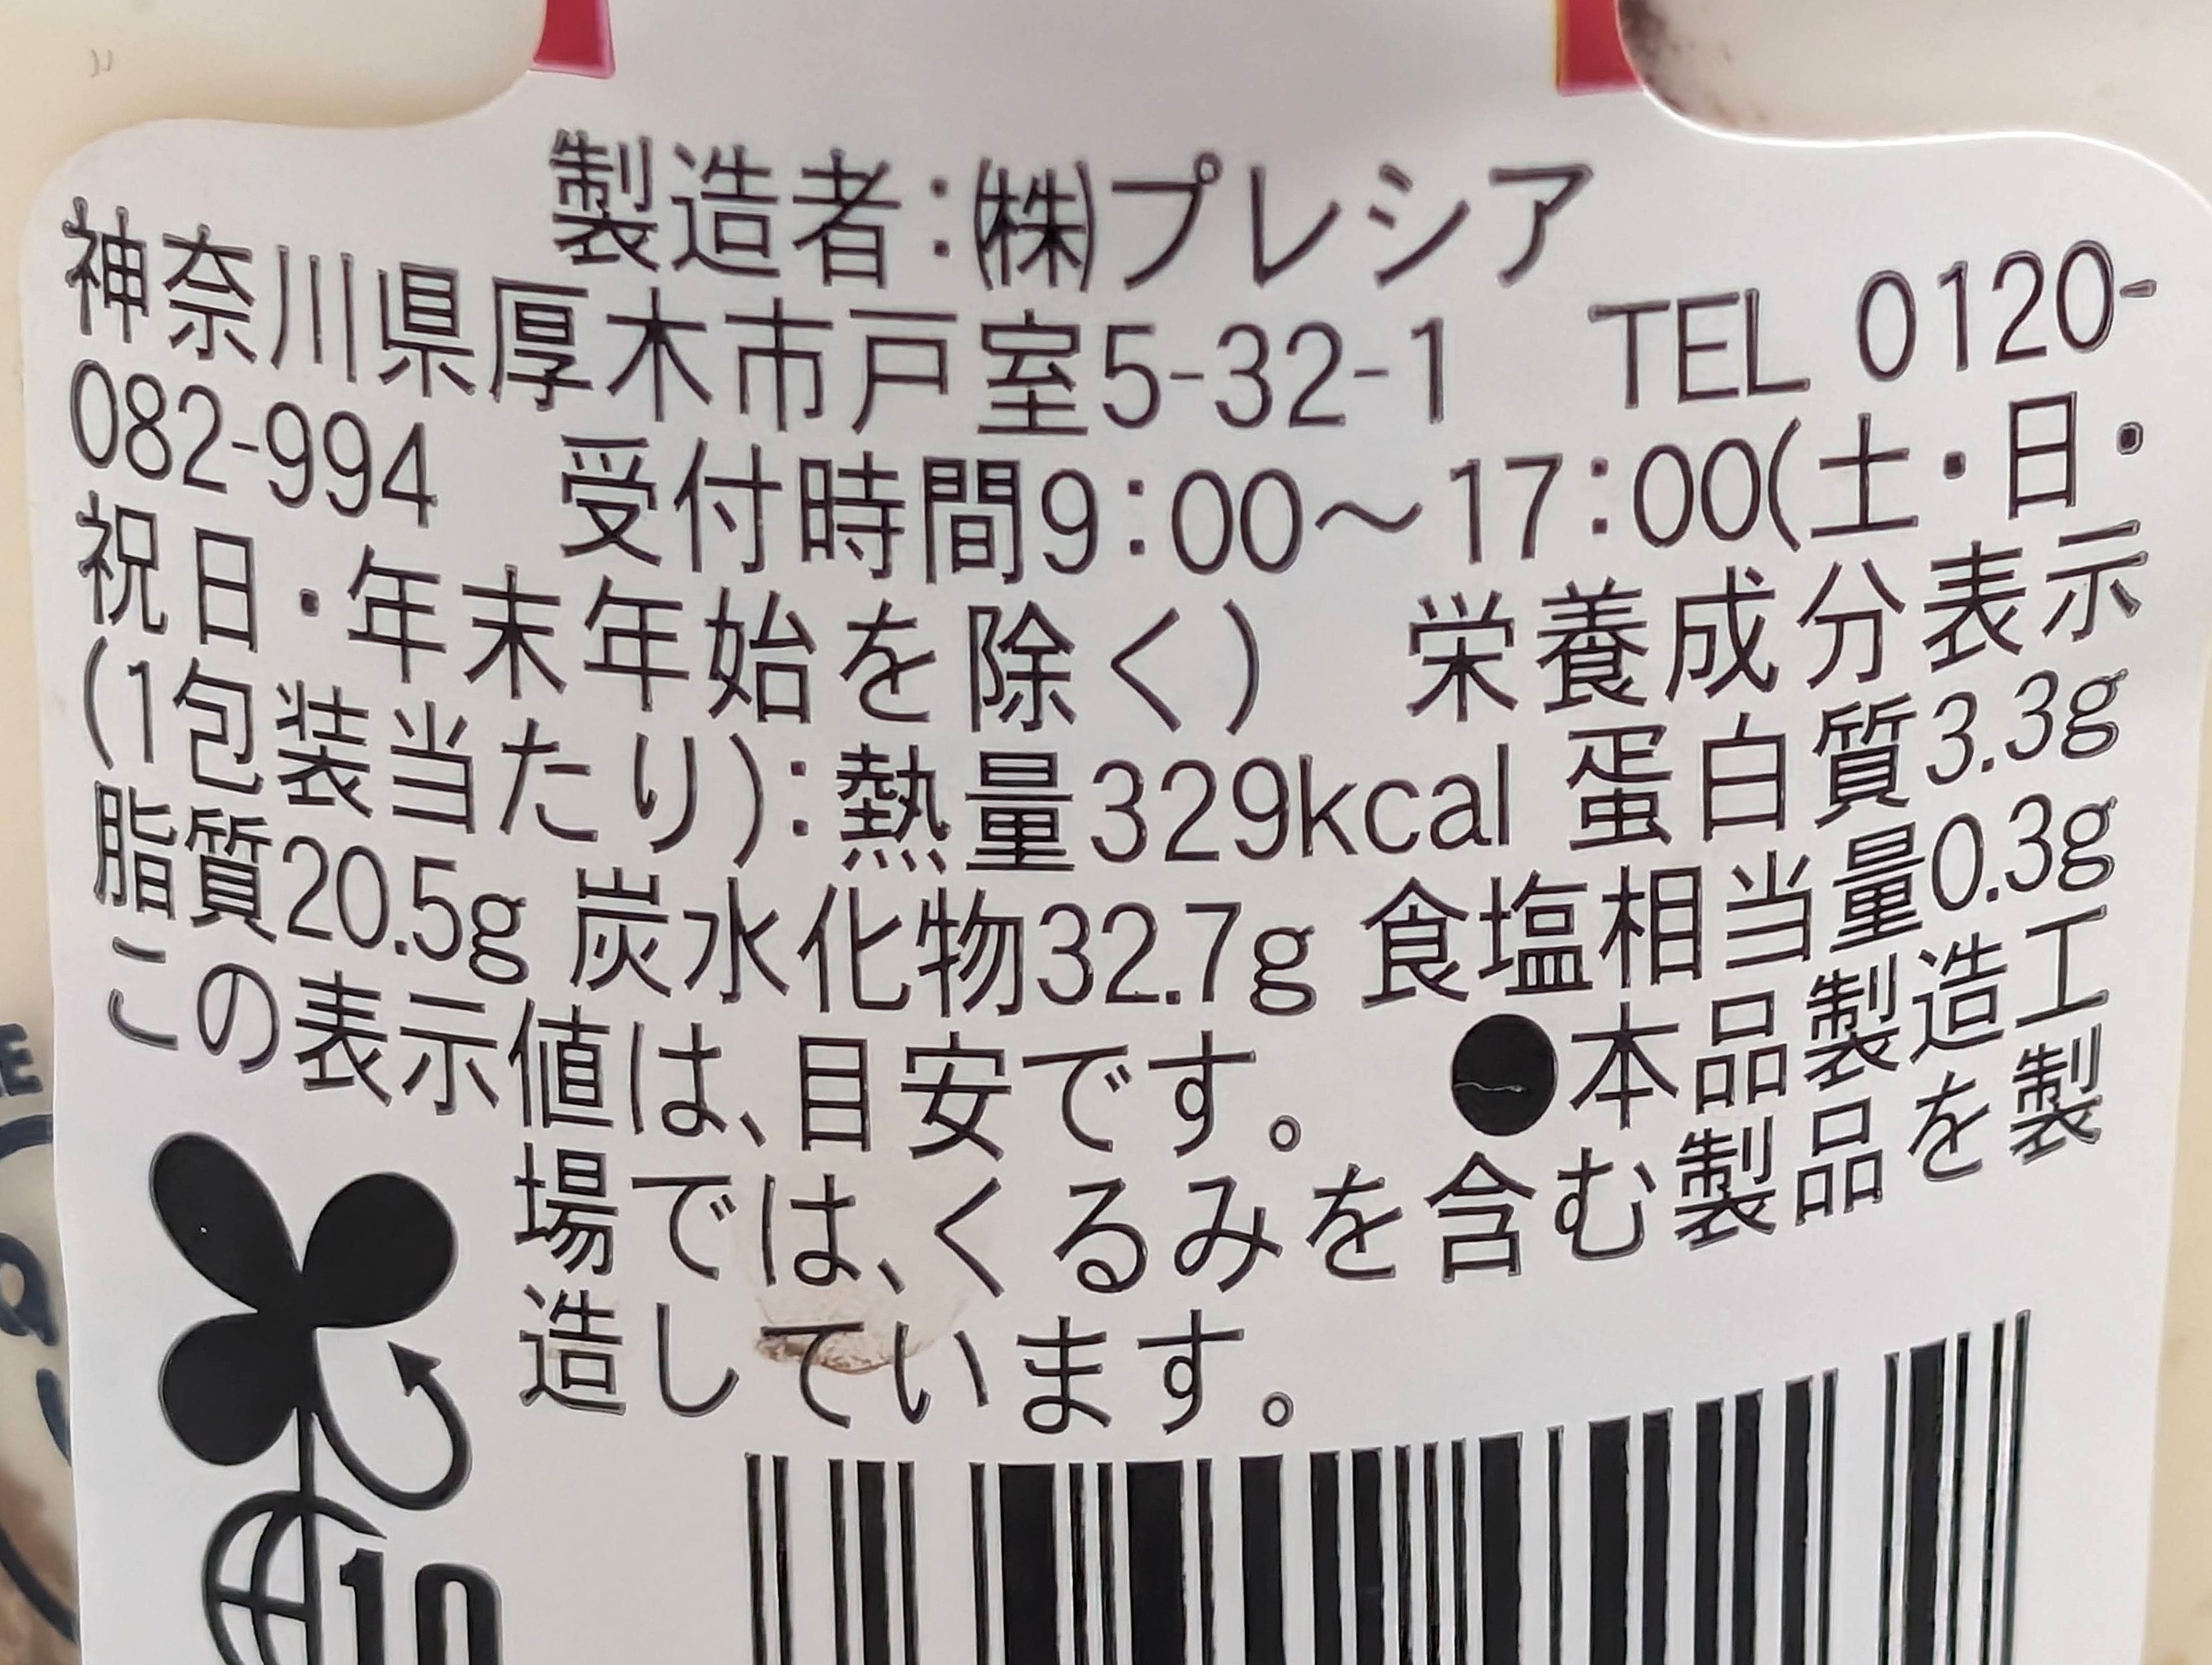 製造者:㈱プレシア
神奈川県厚木市戸室5-32-1 TEL 0120-
082-994 受付時間9:00～17:00(土・日・
祝日・年末年始を除く) 栄養成分表示
(1包装当たり):熱量329kcal 蛋白質3.3g
脂質20.5g 炭水化物32.7g 食塩相当量0.3g
この表示値は、目安です。 ●本品製造工
場では、くるみを含む製品を製
造しています。